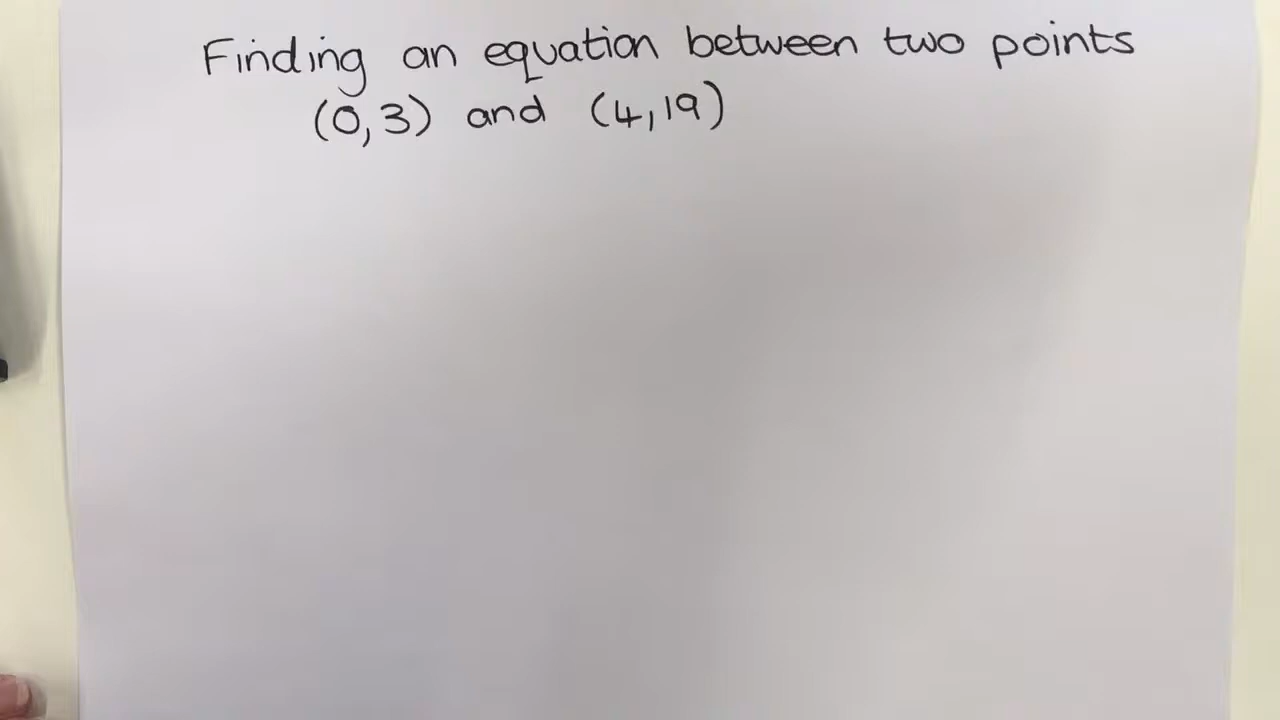 Finding an equation between two points
(0,3) and (4,19)